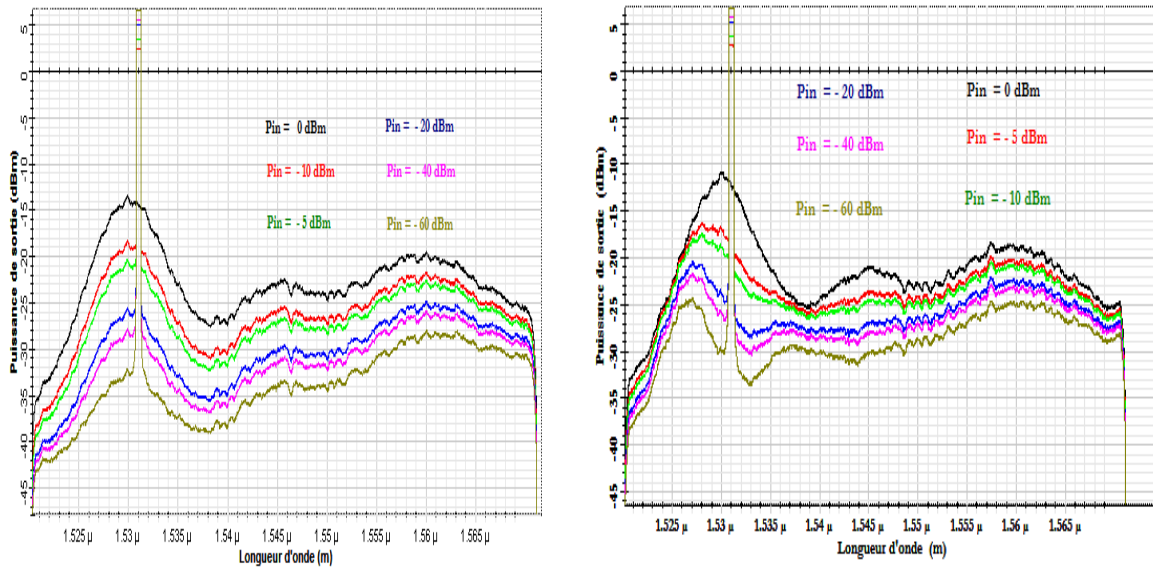 Puissance de sortie (dBm)
5
0
-5
-10
-15
-20
-25
-30
-35
-40
-45
Pin = 0 dBm
Pin = - 20 dBm
Pin = - 10 dBm
Pin = - 40 dBm
Pin = - 5 dBm
Pin = - 60 dBm
1.525 µ
1.53 µ
1.535 µ
1.54 µ
1.545 µ
1.555 µ
1.56 µ
1.565 µ
1.55 µ
Longueur d'onde (m)
Puissance de sortie (dBm)
5
0
-5
-10
-15
-20
-25
-30
-35
-40
-45
Pin = - 20 dBm
Pin = 0 dBm
Pin = - 40 dBm
Pin = - 5 dBm
Pin = - 60 dBm
Pin = - 10 dBm
1.525 µ
1.53 µ
1.535 µ
1.54 µ
1.545 µ
1.55 µ
1.555 µ
1.56 µ
1.565 µ
Longueur d'onde (m)